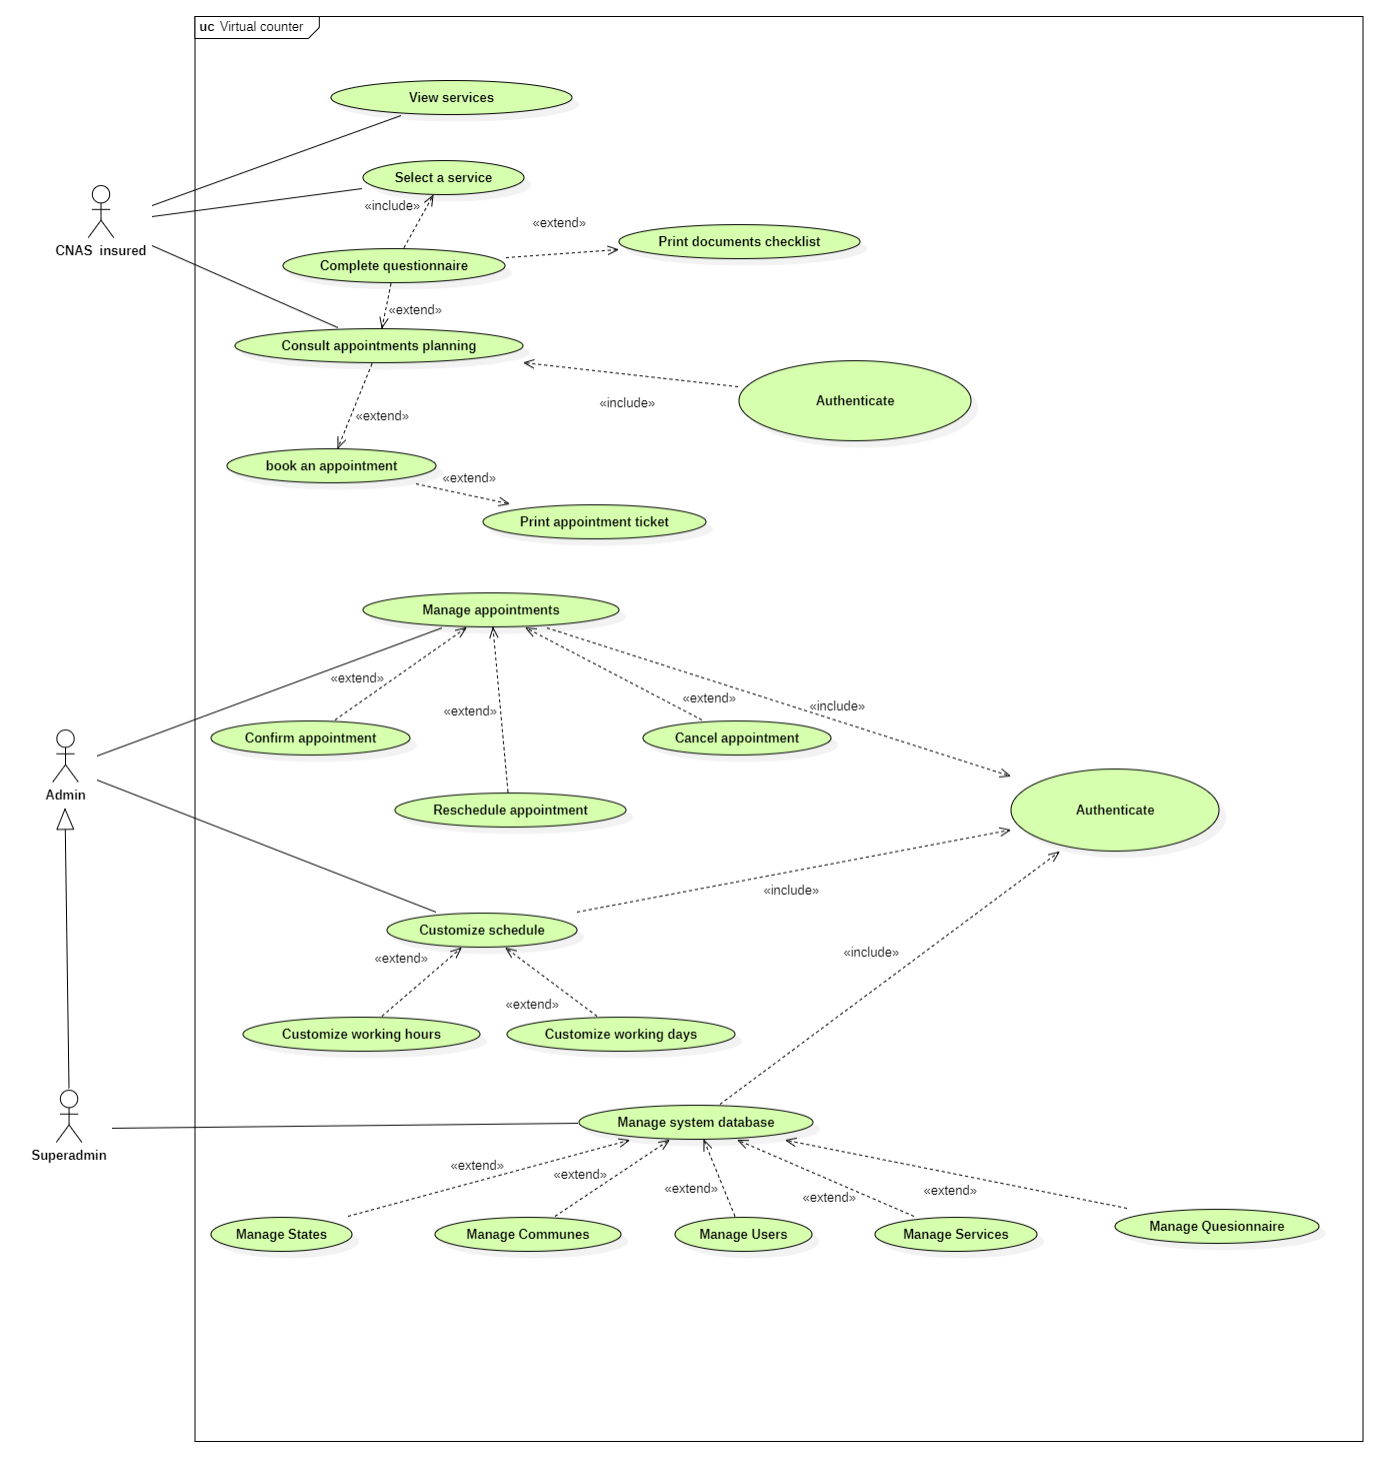 uc Virtual counter
View services
Select a service
«include»
CNAS  insured
«extend»
Print documents checklist
Complete questionnaire
«extend»
Consult appointments planning
Authenticate
«include»
«extend»
book an appointment
«extend»
Print appointment ticket
Manage appointments
«extend»
«extend»
«extend»
«include»
Confirm appointment
Cancel appointment
Admin
Reschedule appointment
Authenticate
«include»
Customize schedule
«extend»
«include»
«extend»
Customize working hours
Customize working days
Manage system database
Superadmin
«extend»
«extend»
«extend»
«extend»
«extend»
Manage States
Manage Communes
Manage Users
Manage Services
Manage Quesionnaire